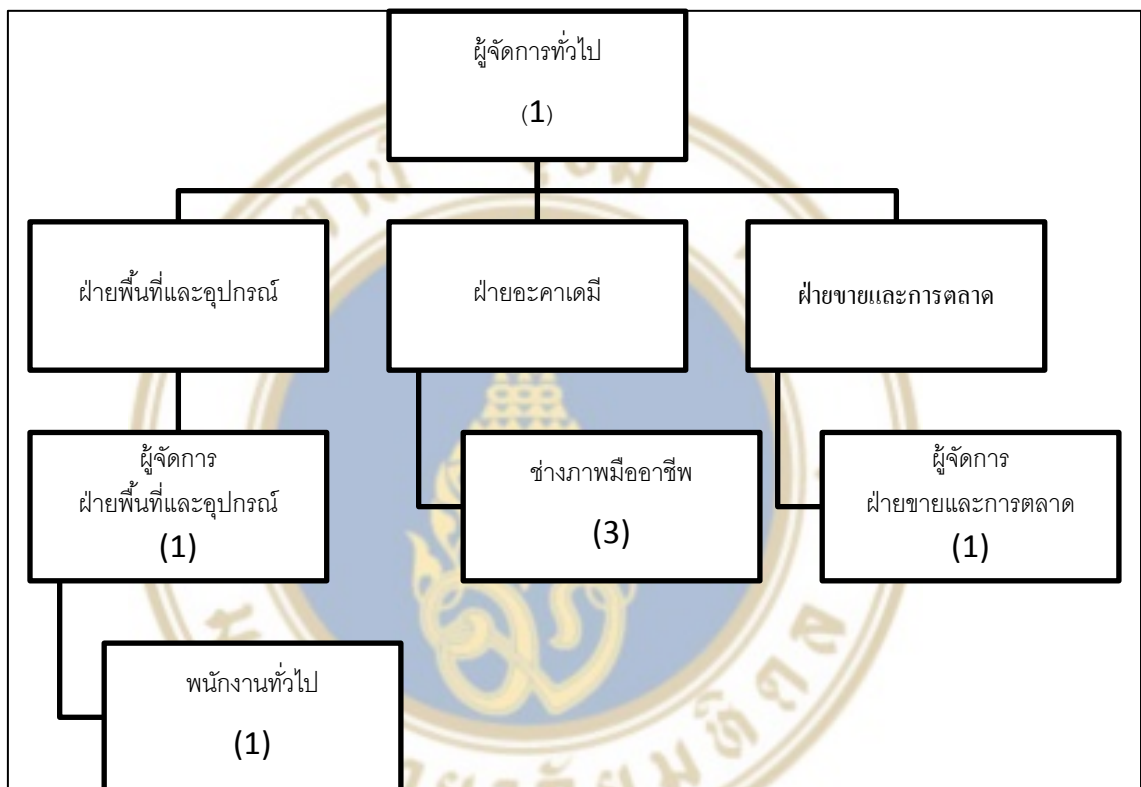 ผู้จัดการทั่วไป
(1)
ฝ่ายพื้นที่และอุปกรณ์
ฝ่ายอะคาเดมี
ฝ่ายขายและการตลาด
ผู้จัดการ
ฝ่ายพื้นที่และอุปกรณ์
(1)
ช่างภาพมืออาชีพ
(3)
ผู้จัดการ
ฝ่ายขายและการตลาด
(1)
พนักงานทั่วไป
(1)